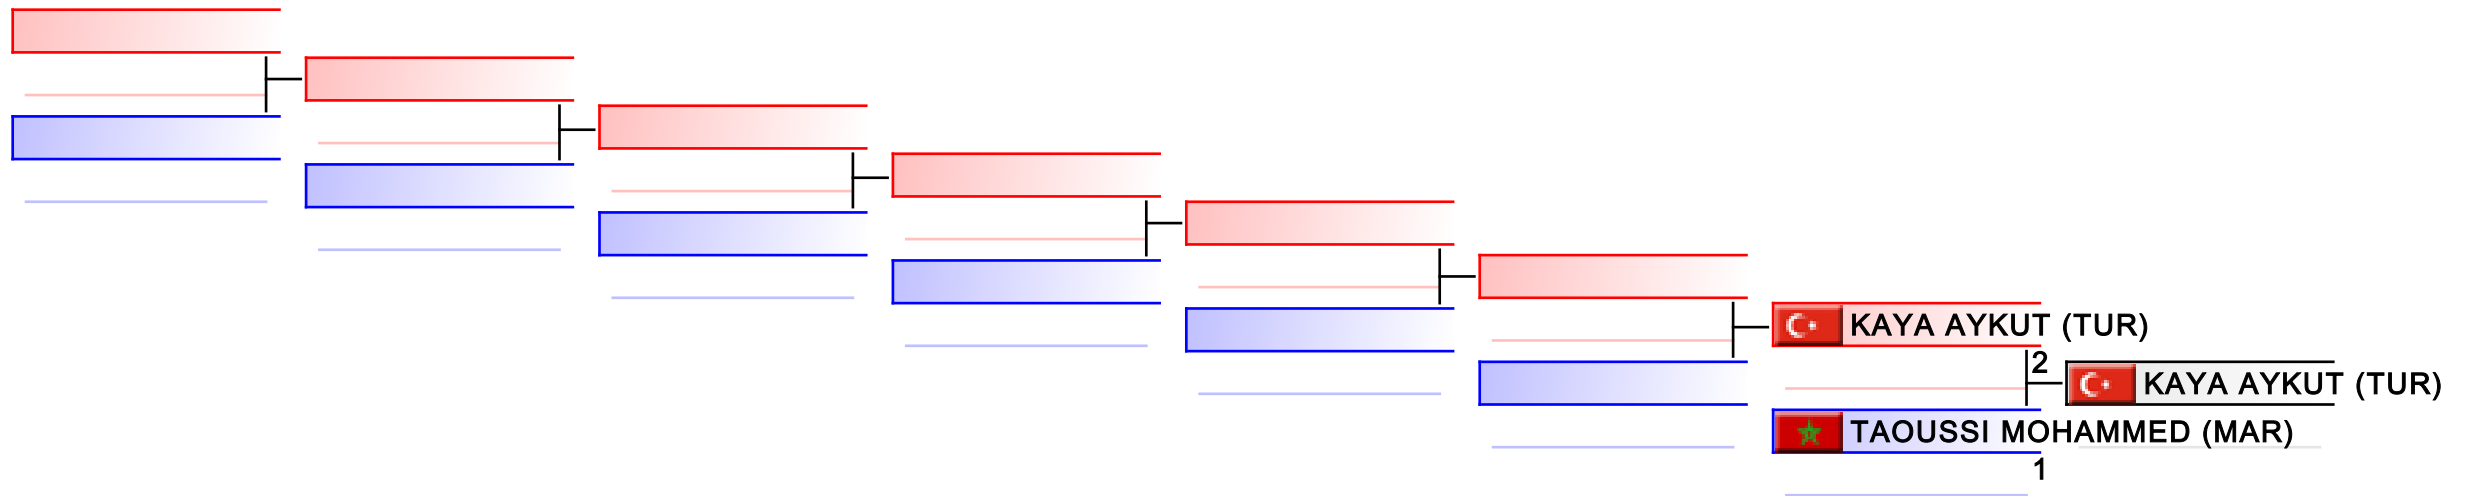 KAYA AYKUT (TUR)
2
KAYA AYKUT (TUR)
TAOUSSI MOHAMMED (MAR)
1